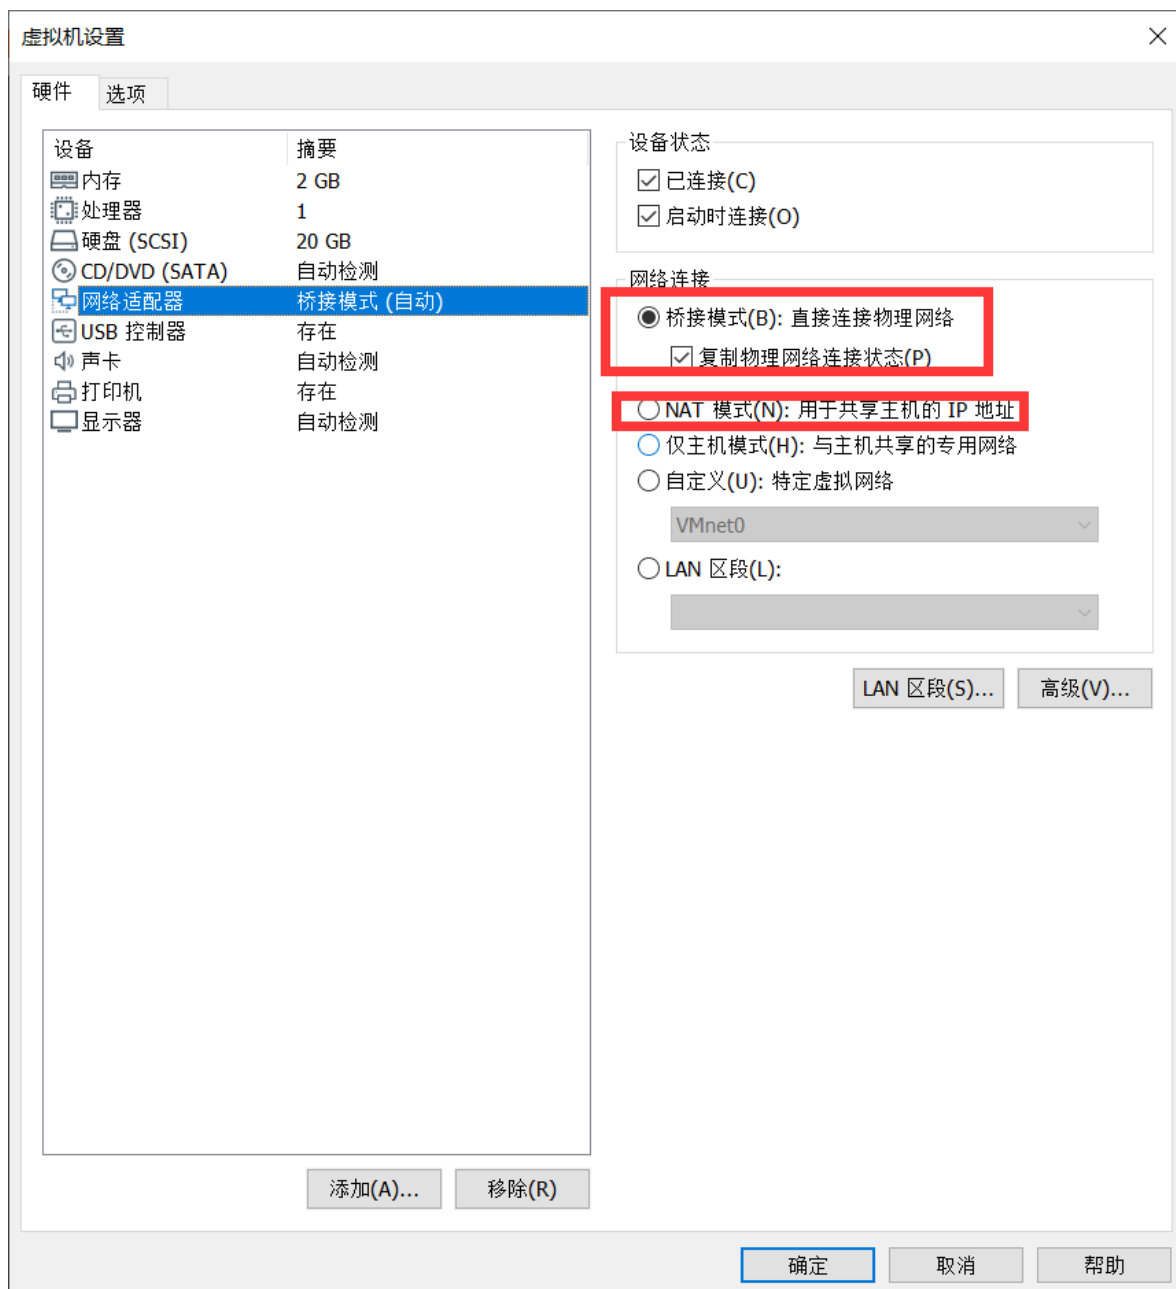 虚拟机设置
硬件
选项
设备 摘要
内存 2 GB
处理器 1
硬盘 (SCSI) 20 GB
CD/DVD (SATA) 自动检测
网络适配器 桥接模式 (自动)
USB 控制器 存在
声卡 自动检测
打印机 存在
显示器 自动检测
添加(A)...
移除(R)
设备状态
已连接(C)
启动时连接(O)
网络连接
桥接模式(B): 直接连接物理网络
复制物理网络连接状态(P)
NAT 模式(N): 用于共享主机的 IP 地址
仅主机模式(H): 与主机共享的专用网络
自定义(U): 特定虚拟网络
VMnet0
LAN 区段(L):
LAN 区段(S)...
高级(V)...
确定
取消
帮助